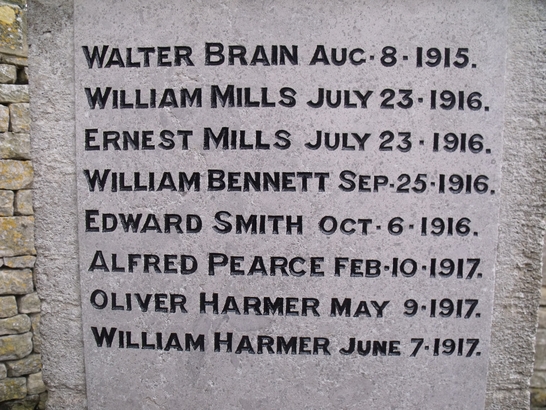 WALTER BRAIN AUG·8·1915.
WILLIAM MILLS JULY 23·1916.
ERNEST MILLS JULY 23·1916.
WILLIAM BENNETT SEP·25·1916.
EDWARD SMITH OCT·6·1916.
ALFRED PEARCE FEB·10·1917.
OLIVER HARMER MAY 9·1917.
WILLIAM HARMER JUNE 7·1917.